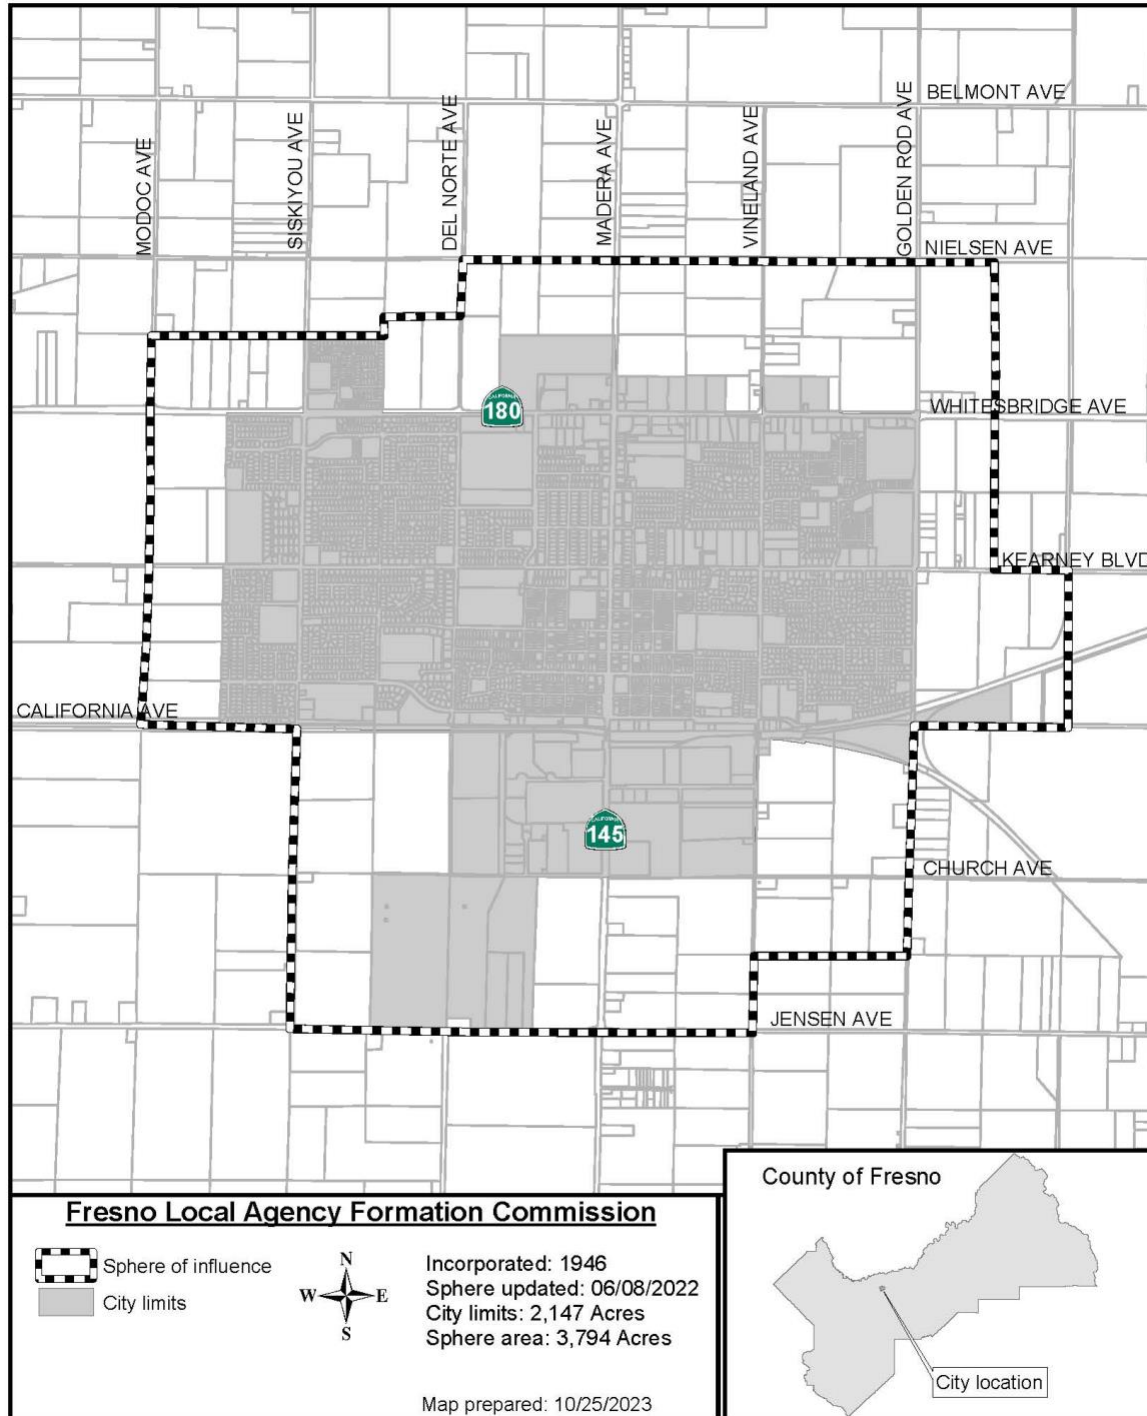 BELMONT AVE
MODOC AVE
SISKIYOU AVE
DEL NORTE AVE
MADERA AVE
VINELAND AVE
GOLDEN ROD AVE
NIELSEN AVE
CALIFORNIA
180
WHITESBRIDGE AVE
KEARNEY BLVD
CALIFORNIA AVE
CALIFORNIA
145
CHURCH AVE
JENSEN AVE
Fresno Local Agency Formation Commission
Sphere of influence
City limits
N
W E
S
Incorporated: 1946
Sphere updated: 06/08/2022
City limits: 2,147 Acres
Sphere area: 3,794 Acres
Map prepared: 10/25/2023
County of Fresno
City location